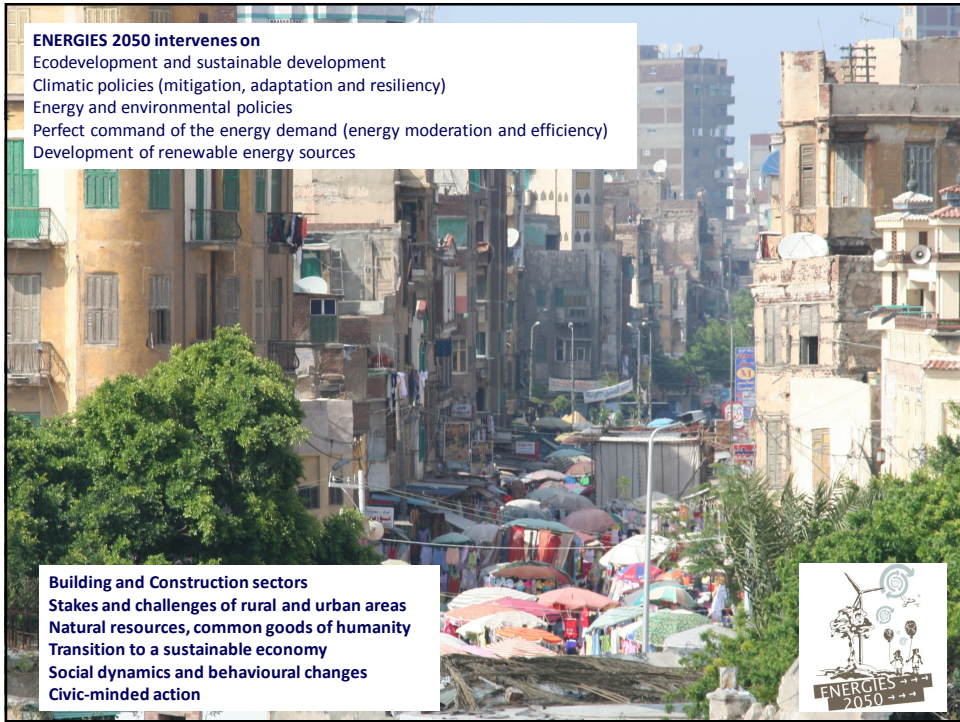 ENERGIES 2050 intervenes on
Ecodevelopment and sustainable development
Climatic policies (mitigation, adaptation and resiliency)
Energy and environmental policies
Perfect command of the energy demand (energy moderation and efficiency)
Development of renewable energy sources
Building and Construction sectors
Stakes and challenges of rural and urban areas
Natural resources, common goods of humanity
Transition to a sustainable economy
Social dynamics and behavioural changes
Civic-minded action
ENERGIES
2050